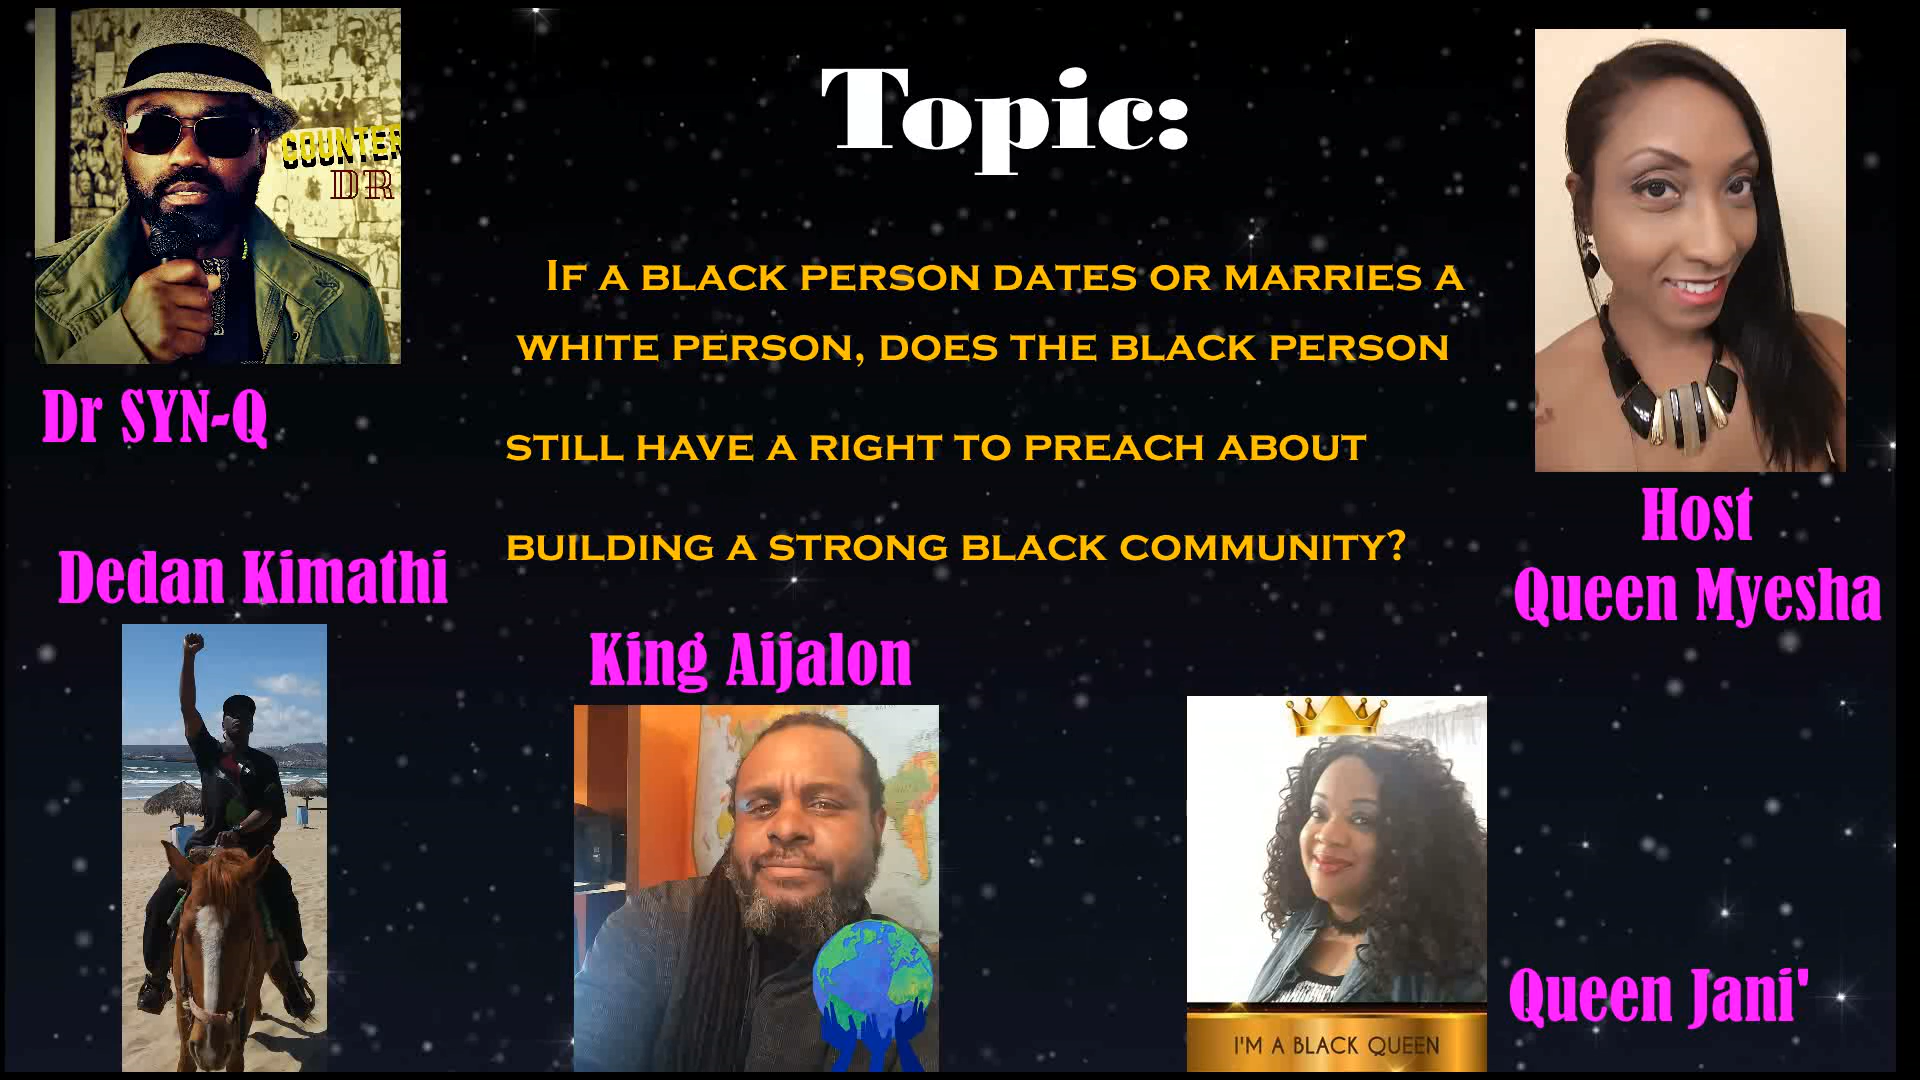 Topic:
If a black person dates or marries a
white person, does the black person
still have a right to preach about
building a strong black community?
COUNTER
DR
Dr SYN-Q
Host
Queen Myesha
Dedan Kimathi
King Aijalon
Queen Jani'
I'M A BLACK QUEEN